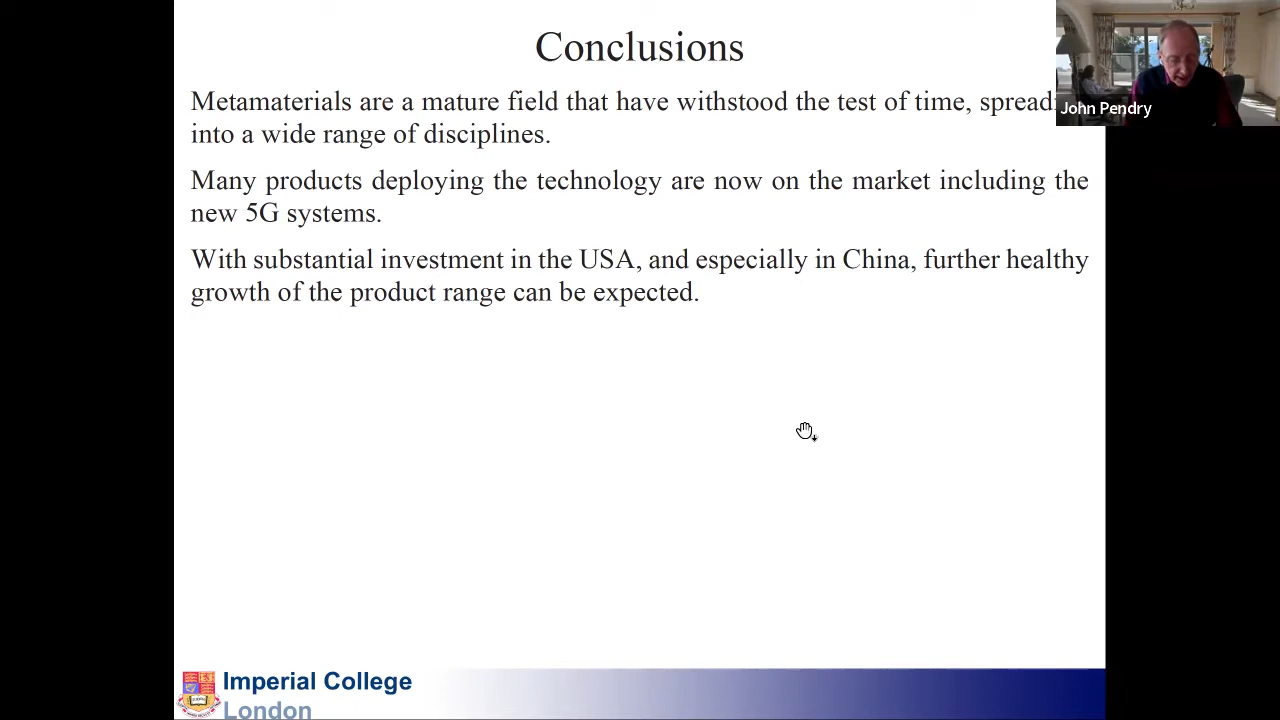 Conclusions
Metamaterials are a mature field that have withstood the test of time,
John Pendry
into a wide range of disciplines.
Many products deploying the technology are now on the market including the
new 5G systems.
With substantial investment in the USA, and especially in China, further healthy
growth of the product range can be expected.
Imperial College
London